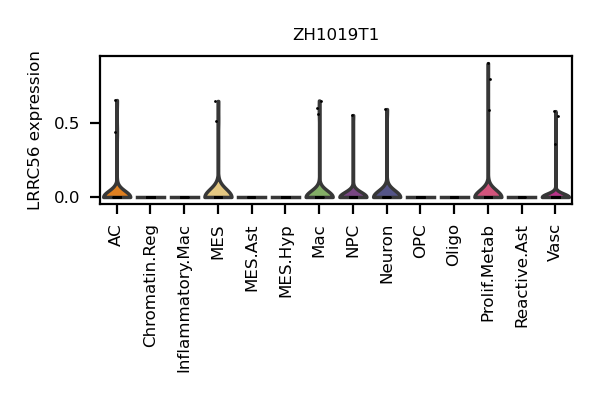 ZH1019T1
LRRC56 expression
0.5
0.0
AC
Chromatin.Reg
Inflammatory.Mac
MES
MES.Ast
MES.Hyp
Mac
NPC
Neuron
OPC
Oligo
Prolif.Metab
Reactive.Ast
Vasc